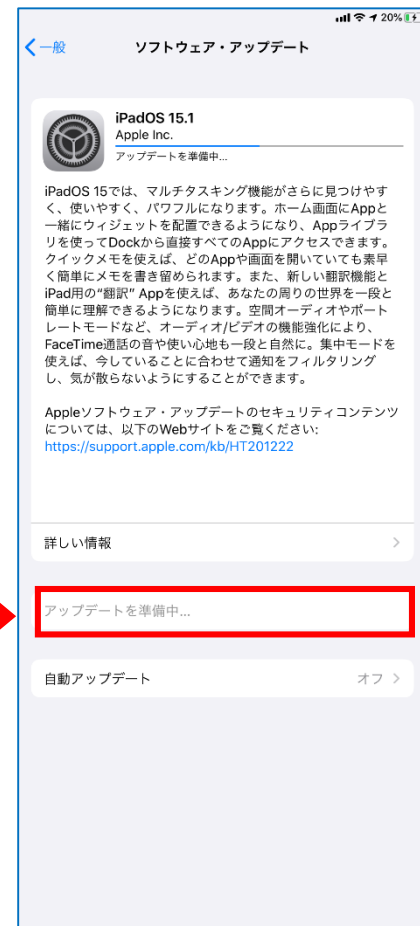 20%
一般
ソフトウェア・アップデート
iPadOS 15.1
Apple Inc.
アップデートを準備中...
iPadOS 15では、マルチタスキング機能がさらに見つけやす
く、使いやすく、パワフルになります。ホーム画面にAppと
一緒にウィジェットを配置できるようになり、Appライブラ
リを使ってDockから直接すべてのAppにアクセスできます。
クイックメモを使えば、どのAppや画面を開いていても素早
く簡単にメモを書き留められます。また、新しい翻訳機能と
iPad用の“翻訳” Appを使えば、あなたの周りの世界を一段と
簡単に理解できるようになります。空間オーディオやポート
レートモードなど、オーディオ/ビデオの機能強化により、
FaceTime通話の音や使い心地も一段と自然に。集中モードを
使えば、今していることに合わせて通知をフィルタリング
し、気が散らないようにすることができます。
Appleソフトウェア・アップデートのセキュリティコンテンツ
については、以下のWebサイトをご覧ください:
https://support.apple.com/kb/HT201222
詳しい情報
アップデートを準備中...
自動アップデート オフ